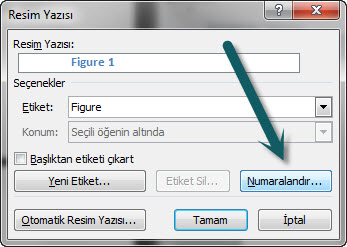 Resim Yazısı
Resim Yazısı:
Figure 1
Seçenekler
Etiket: Figure
Konum: Seçili öğenin altında
Başlıktan etiketi çıkart
Yeni Etiket... Etiket Sil... Numaralandır...
Otomatik Resim Yazısı... Tamam İptal